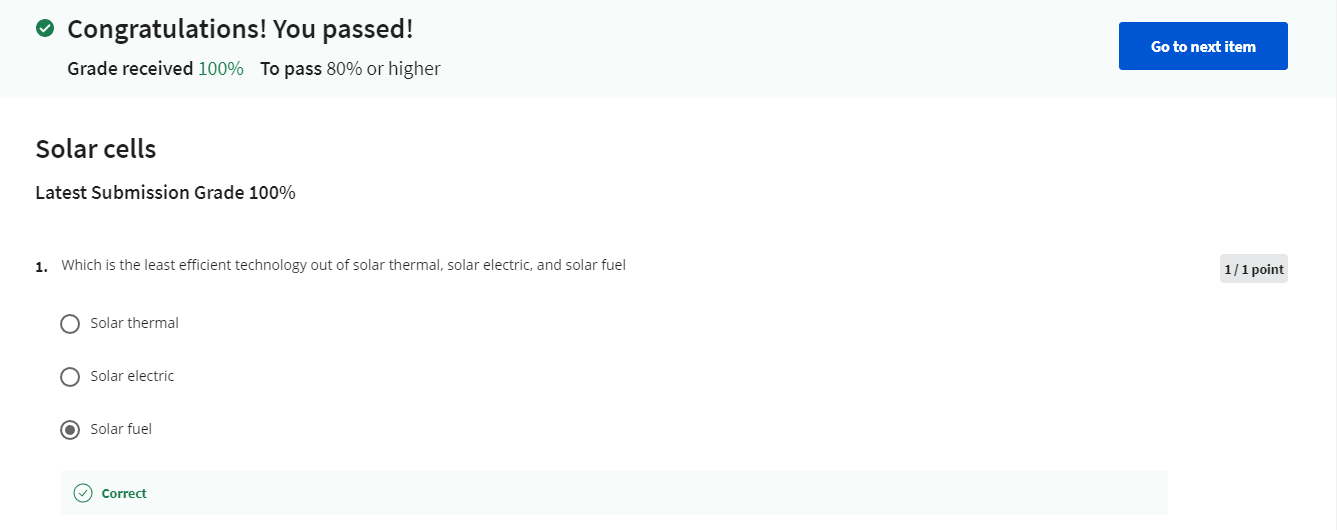 Congratulations! You passed!
Go to next item
Grade received 100% To pass 80% or higher
Solar cells
Latest Submission Grade 100%
1. Which is the least efficient technology out of solar thermal, solar electric, and solar fuel
1 / 1 point
Solar thermal
Solar electric
Solar fuel
Correct